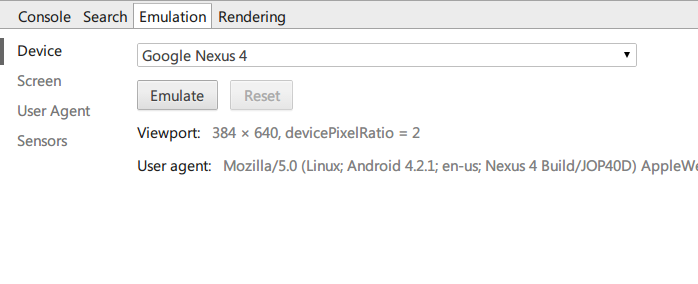 Console Search Emulation Rendering
Device
Google Nexus 4
Screen
Emulate Reset
User Agent
Viewport: 384 × 640, devicePixelRatio = 2
Sensors
User agent: Mozilla/5.0 (Linux; Android 4.2.1; en-us; Nexus 4 Build/JOP40D) AppleWe